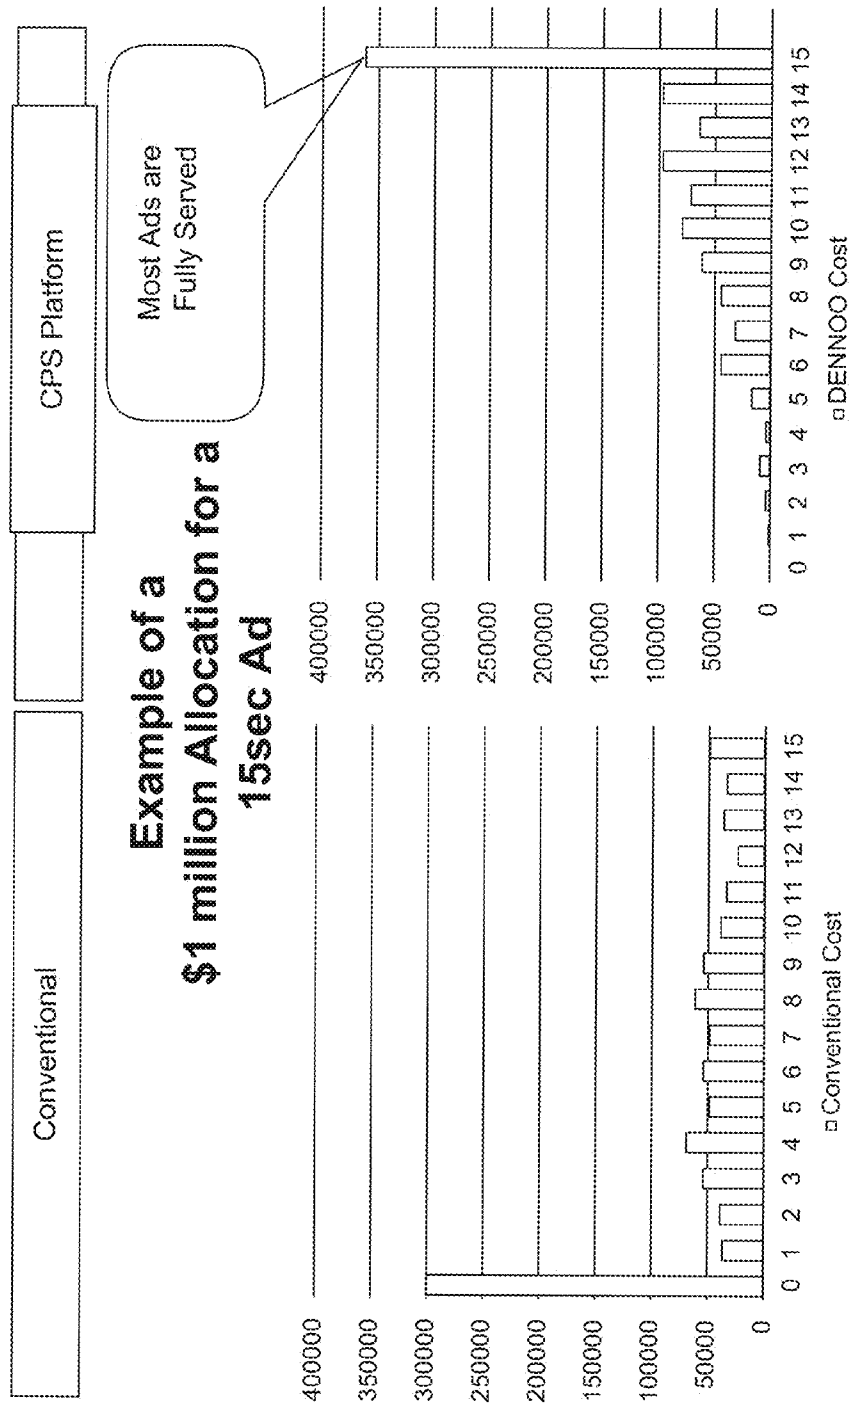 Conventional
CPS Platform
Example of a
$1 million Allocation for a
15sec Ad
Most Ads are
Fully Served
400000
350000
300000
250000
200000
150000
100000
50000
0
0 1 2 3 4 5 6 7 8 9 10 11 12 13 14 15
Conventional Cost
400000
350000
300000
250000
200000
150000
100000
50000
0
0 1 2 3 4 5 6 7 8 9 10 11 12 13 14 15
DENNOO Cost